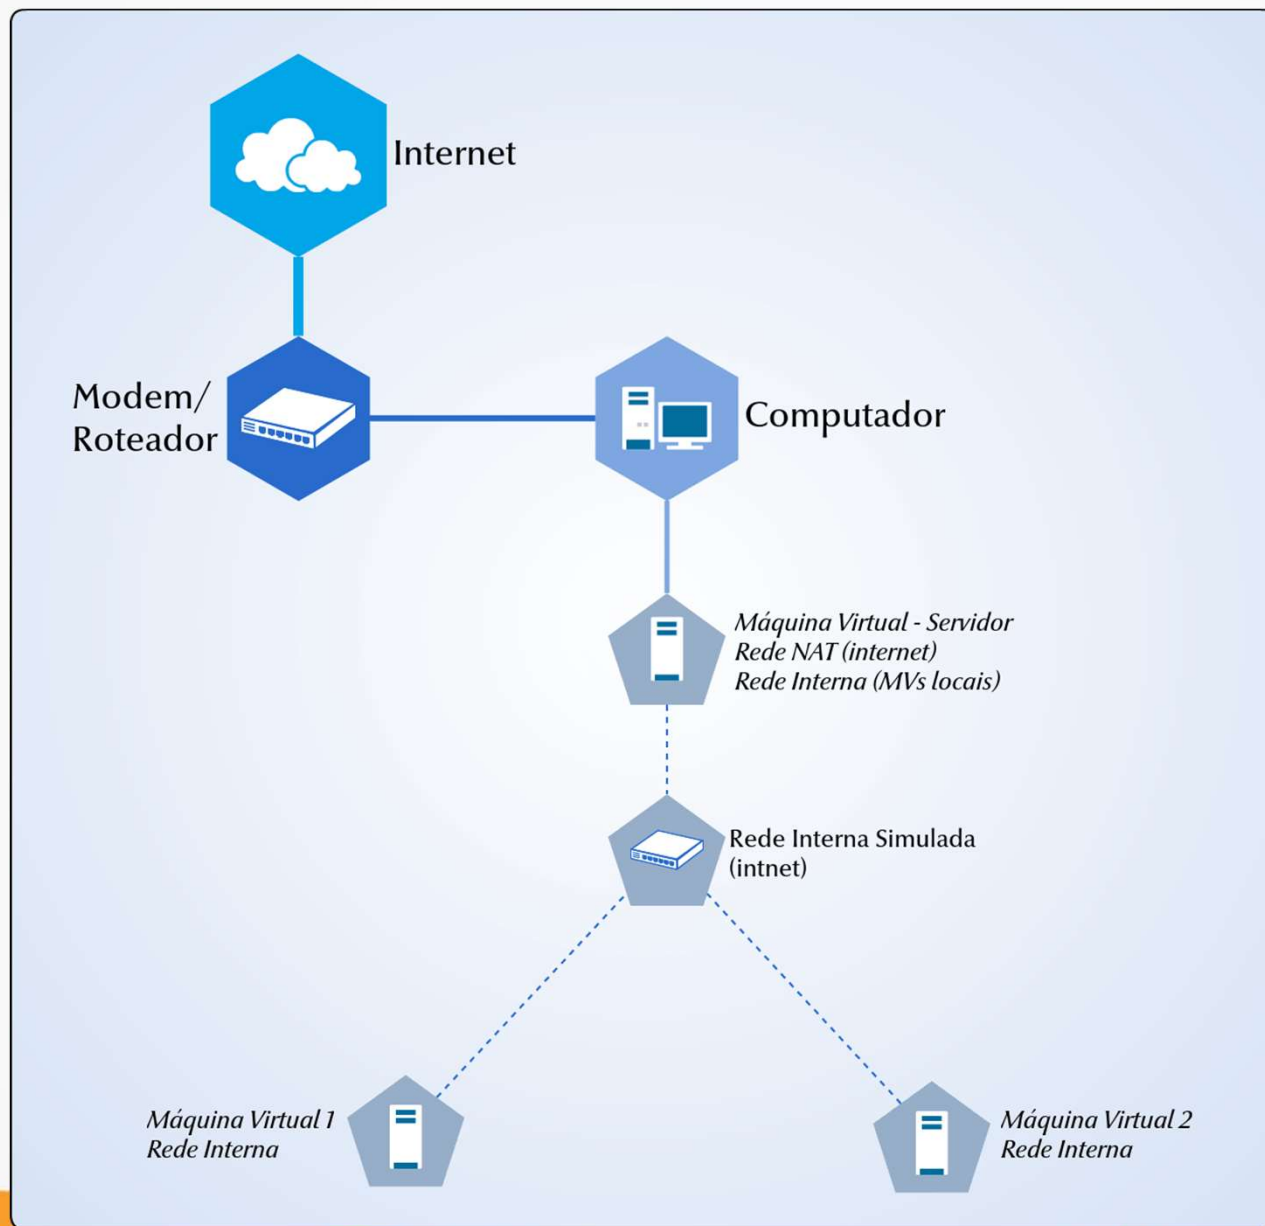 Internet
Modem/
Roteador
Computador
Máquina Virtual - Servidor
Rede NAT (internet)
Rede Interna (MVs locais)
Rede Interna Simulada
(intnet)
Máquina Virtual 1
Rede Interna
Máquina Virtual 2
Rede Interna